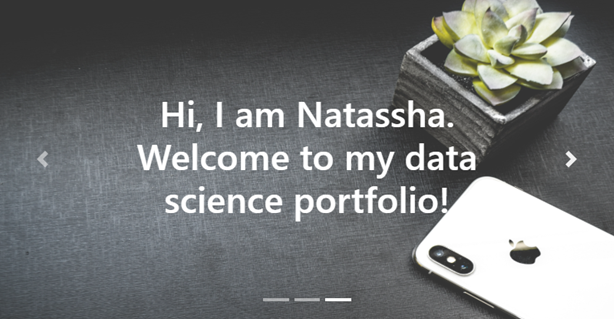 Hi, I am Natassha.
Welcome to my data
science portfolio!